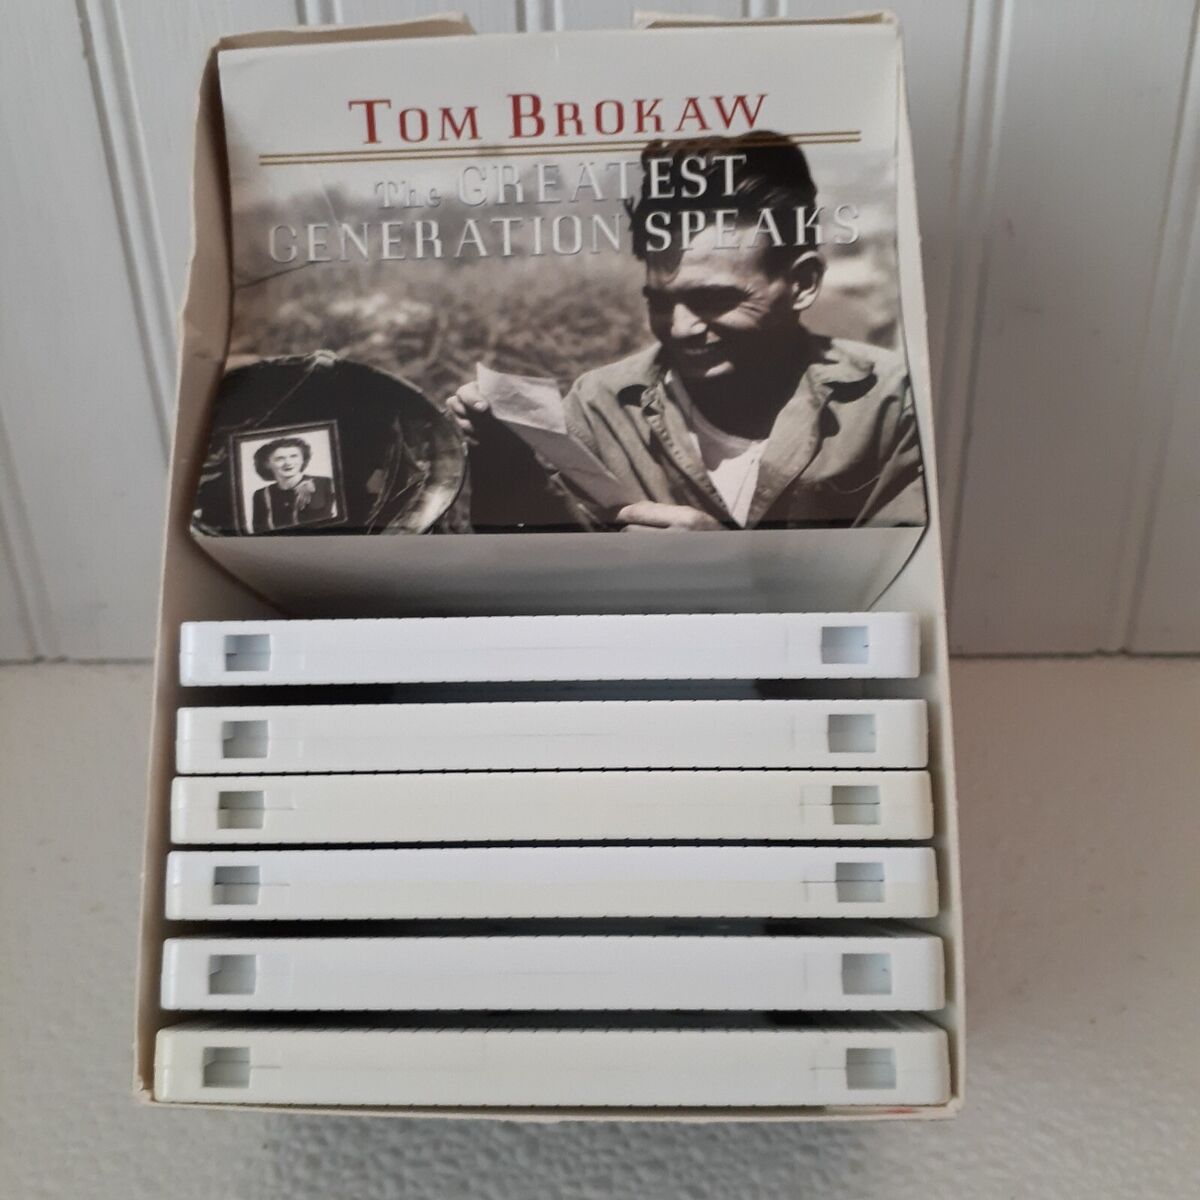 TOM BROKAW
The GREATEST
GENERATION SPEAKS